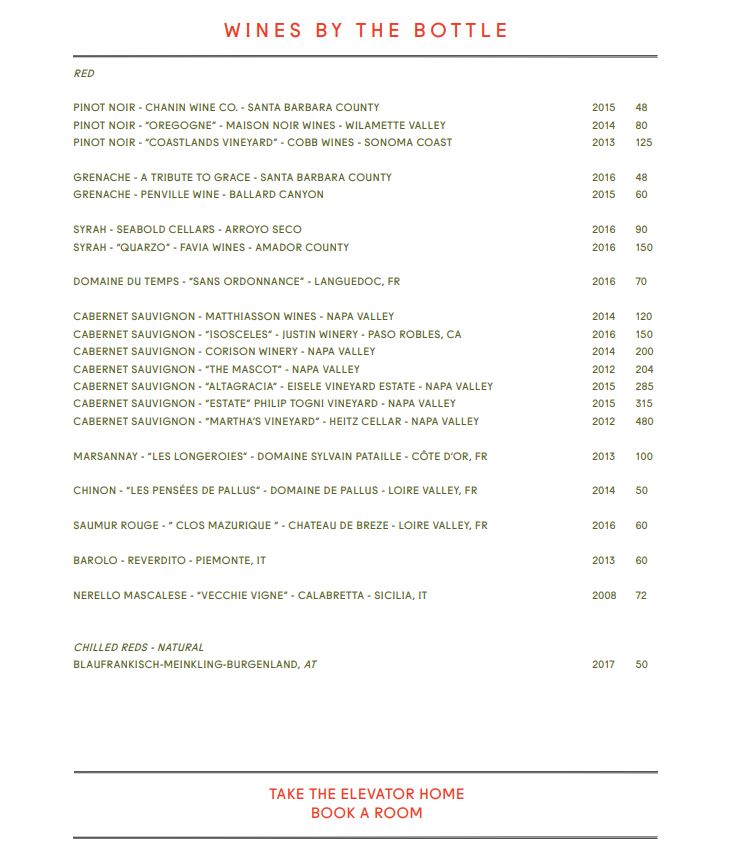 WINES BY THE BOTTLE
RED
PINOT NOIR - CHANIN WINE CO. - SANTA BARBARA COUNTY 2015 48
PINOT NOIR - “OREGOGNE” - MAISON NOIR WINES - WILAMETTE VALLEY 2014 80
PINOT NOIR - “COASTLANDS VINEYARD” - COBB WINES - SONOMA COAST 2013 125
GRENACHE - A TRIBUTE TO GRACE - SANTA BARBARA COUNTY 2016 48
GRENACHE - PENVILLE WINE - BALLARD CANYON 2015 60
SYRAH - SEABOLD CELLARS - ARROYO SECO 2016 90
SYRAH - “QUARZO” - FAVIA WINES - AMADOR COUNTY 2016 150
DOMAINE DU TEMPS - “SANS ORDONNANCE” - LANGUEDOC, FR 2016 70
CABERNET SAUVIGNON - MATTHIASSON WINES - NAPA VALLEY 2014 120
CABERNET SAUVIGNON - “ISOSCELES” - JUSTIN WINERY - PASO ROBLES, CA 2016 150
CABERNET SAUVIGNON - CORISON WINERY - NAPA VALLEY 2014 200
CABERNET SAUVIGNON - “THE MASCOT” - NAPA VALLEY 2012 204
CABERNET SAUVIGNON - “ALTAGRACIA” - EISELE VINEYARD ESTATE - NAPA VALLEY 2015 285
CABERNET SAUVIGNON - “ESTATE” PHILIP TOGNI VINEYARD - NAPA VALLEY 2015 315
CABERNET SAUVIGNON - “MARTHA’S VINEYARD” - HEITZ CELLAR - NAPA VALLEY 2012 480
MARSANNAY - “LES LONGEROIES” - DOMAINE SYLVAIN PATAILLE - CÔTE D’OR, FR 2013 100
CHINON - “LES PENSÉES DE PALLUS” - DOMAINE DE PALLUS - LOIRE VALLEY, FR 2014 50
SAUMUR ROUGE - “ CLOS MAZURIQUE ” - CHATEAU DE BREZE - LOIRE VALLEY, FR 2016 60
BAROLO - REVERDITO - PIEMONTE, IT 2013 60
NERELLO MASCALESE - “VECCHIE VIGNE” - CALABRETTA - SICILIA, IT 2008 72
CHILLED REDS - NATURAL
BLAUFRANKISCH-MEINKLING-BURGENLAND, AT 2017 50
TAKE THE ELEVATOR HOME
BOOK A ROOM